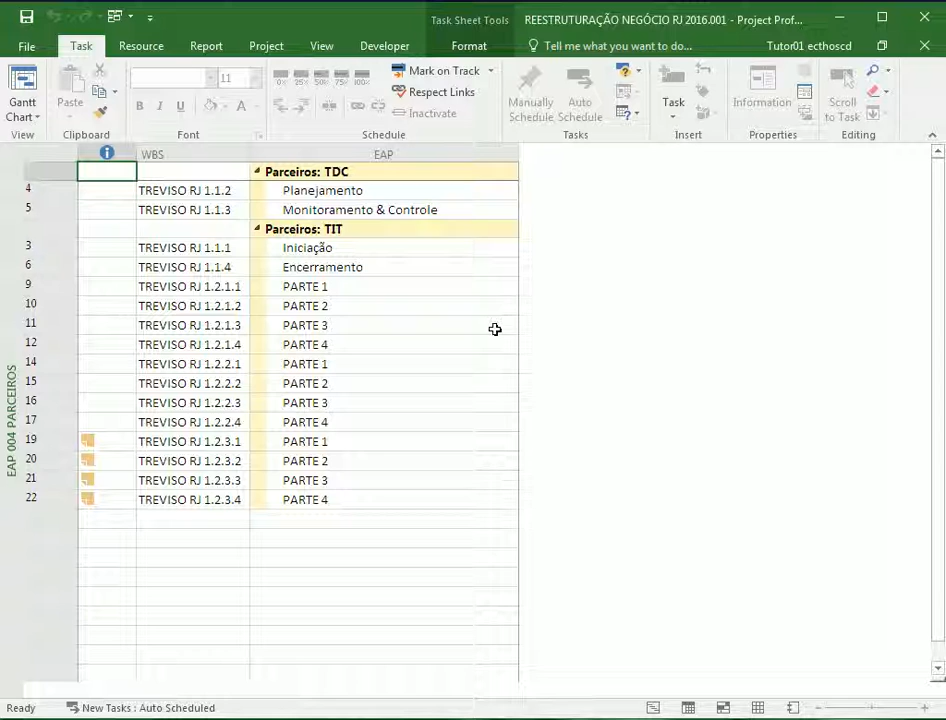 Task Sheet Tools
REESTRUTURAÇÃO NEGÓCIO RJ 2016.001 - Project Prof...
File Task Resource Report Project View Developer Format Tell me what you want to do... Tutor01 ecthoscd
Gantt Chart
Paste
11
B I U A
0% 25% 50% 75% 100%
Mark on Track
Respect Links
Inactivate
Manually Schedule
Auto Schedule
Task
Information
Scroll to Task
View Clipboard Font Schedule Tasks Insert Properties Editing
WBS EAP
Parceiros: TDC
4 TREVISO RJ 1.1.2 Planejamento
5 TREVISO RJ 1.1.3 Monitoramento & Controle
Parceiros: TIT
3 TREVISO RJ 1.1.1 Iniciação
6 TREVISO RJ 1.1.4 Encerramento
9 TREVISO RJ 1.2.1.1 PARTE 1
10 TREVISO RJ 1.2.1.2 PARTE 2
11 TREVISO RJ 1.2.1.3 PARTE 3
12 TREVISO RJ 1.2.1.4 PARTE 4
14 TREVISO RJ 1.2.2.1 PARTE 1
15 TREVISO RJ 1.2.2.2 PARTE 2
16 TREVISO RJ 1.2.2.3 PARTE 3
17 TREVISO RJ 1.2.2.4 PARTE 4
19 TREVISO RJ 1.2.3.1 PARTE 1
20 TREVISO RJ 1.2.3.2 PARTE 2
21 TREVISO RJ 1.2.3.3 PARTE 3
22 TREVISO RJ 1.2.3.4 PARTE 4
EAP 004 PARCEIROS
Ready New Tasks : Auto Scheduled